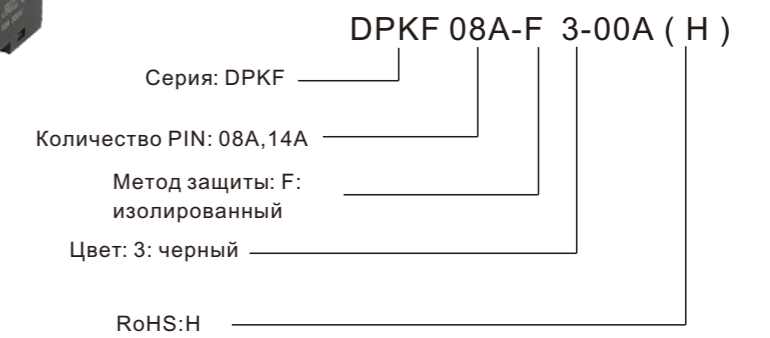 DPKF 08A-F 3-00A ( H )
Серия: DPKF
Количество PIN: 08A,14A
Метод защиты: F:
изолированный
Цвет: 3: черный
RoHS:H